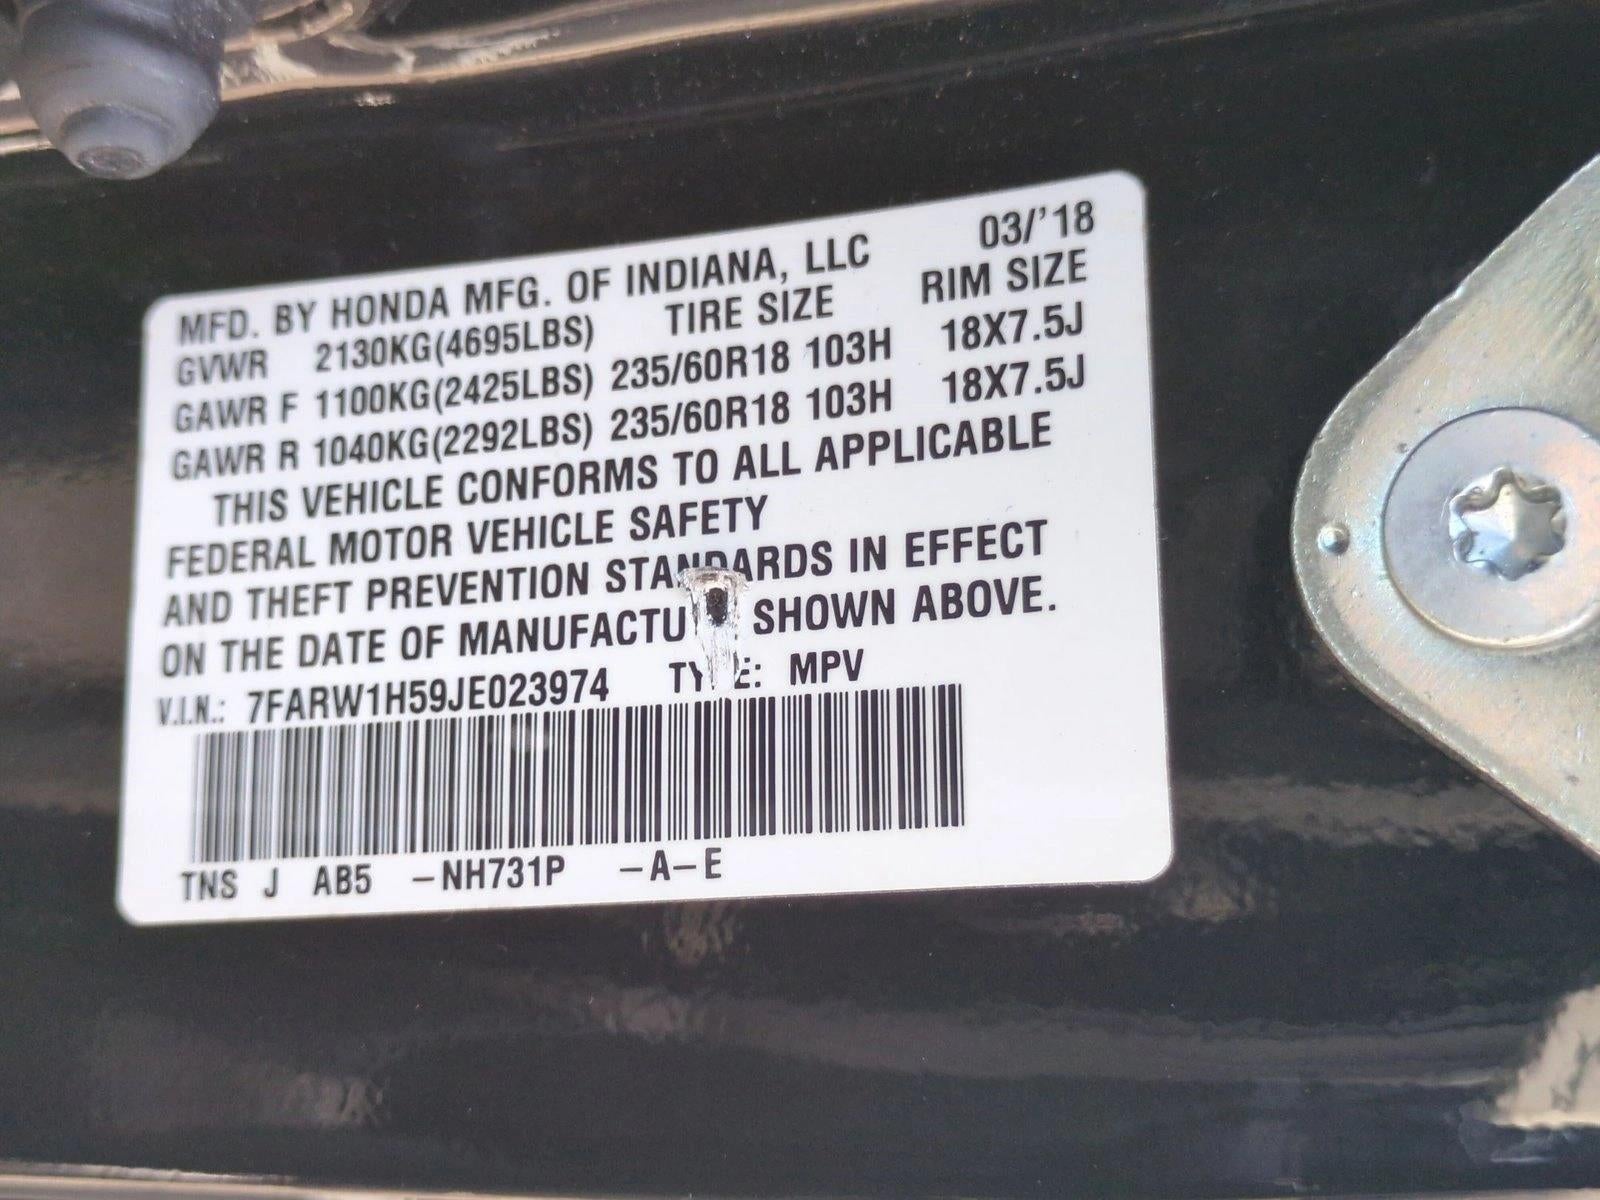 MFD. BY HONDA MFG. OF INDIANA, LLC 03/'18
GVWR 2130KG(4695LBS) TIRE SIZE RIM SIZE
GAWR F 1100KG(2425LBS) 235/60R18 103H 18X7.5J
GAWR R 1040KG(2292LBS) 235/60R18 103H 18X7.5J
THIS VEHICLE CONFORMS TO ALL APPLICABLE
FEDERAL MOTOR VEHICLE SAFETY
AND THEFT PREVENTION STANDARDS IN EFFECT
ON THE DATE OF SHOWN ABOVE.
V.I.N.: 7FARW1H59JE023974 TYPE: MPV
TNS J AB5 -NH731P -A-E